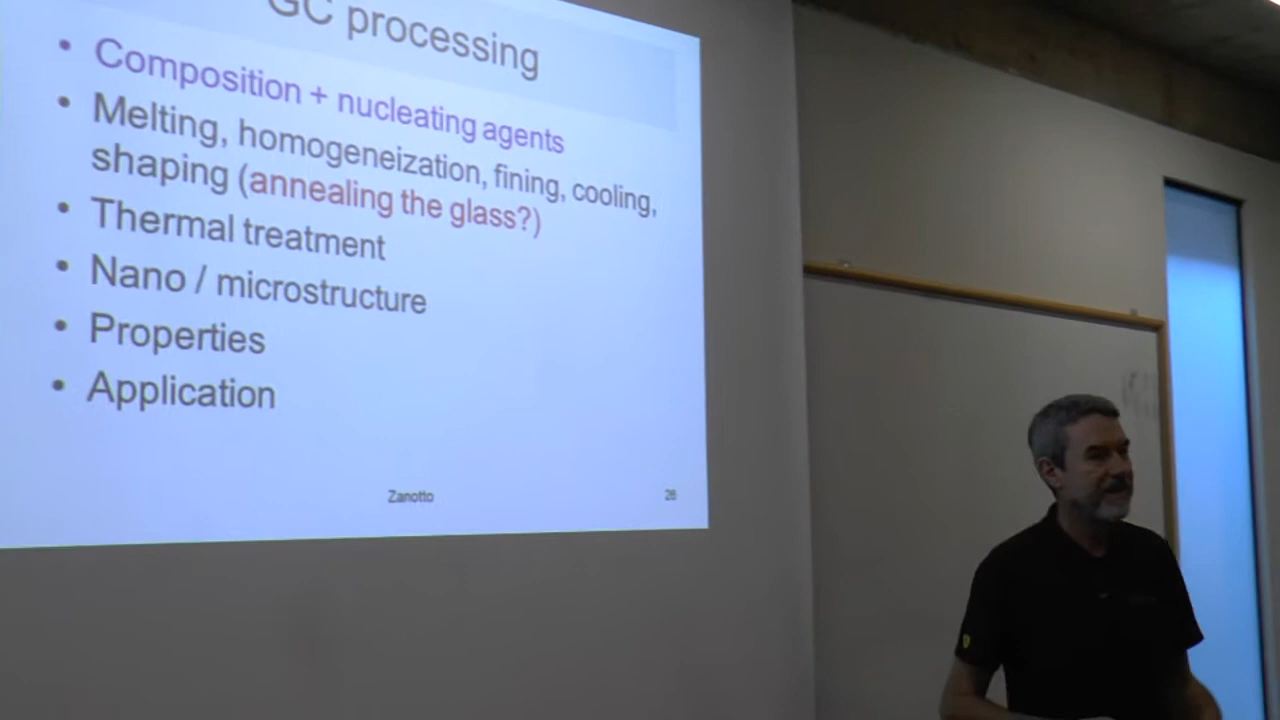 GC processing
• Composition + nucleating agents
• Melting, homogeneization, fining, cooling,
shaping (annealing the glass?)
• Thermal treatment
• Nano / microstructure
• Properties
• Application
Zanotto
26